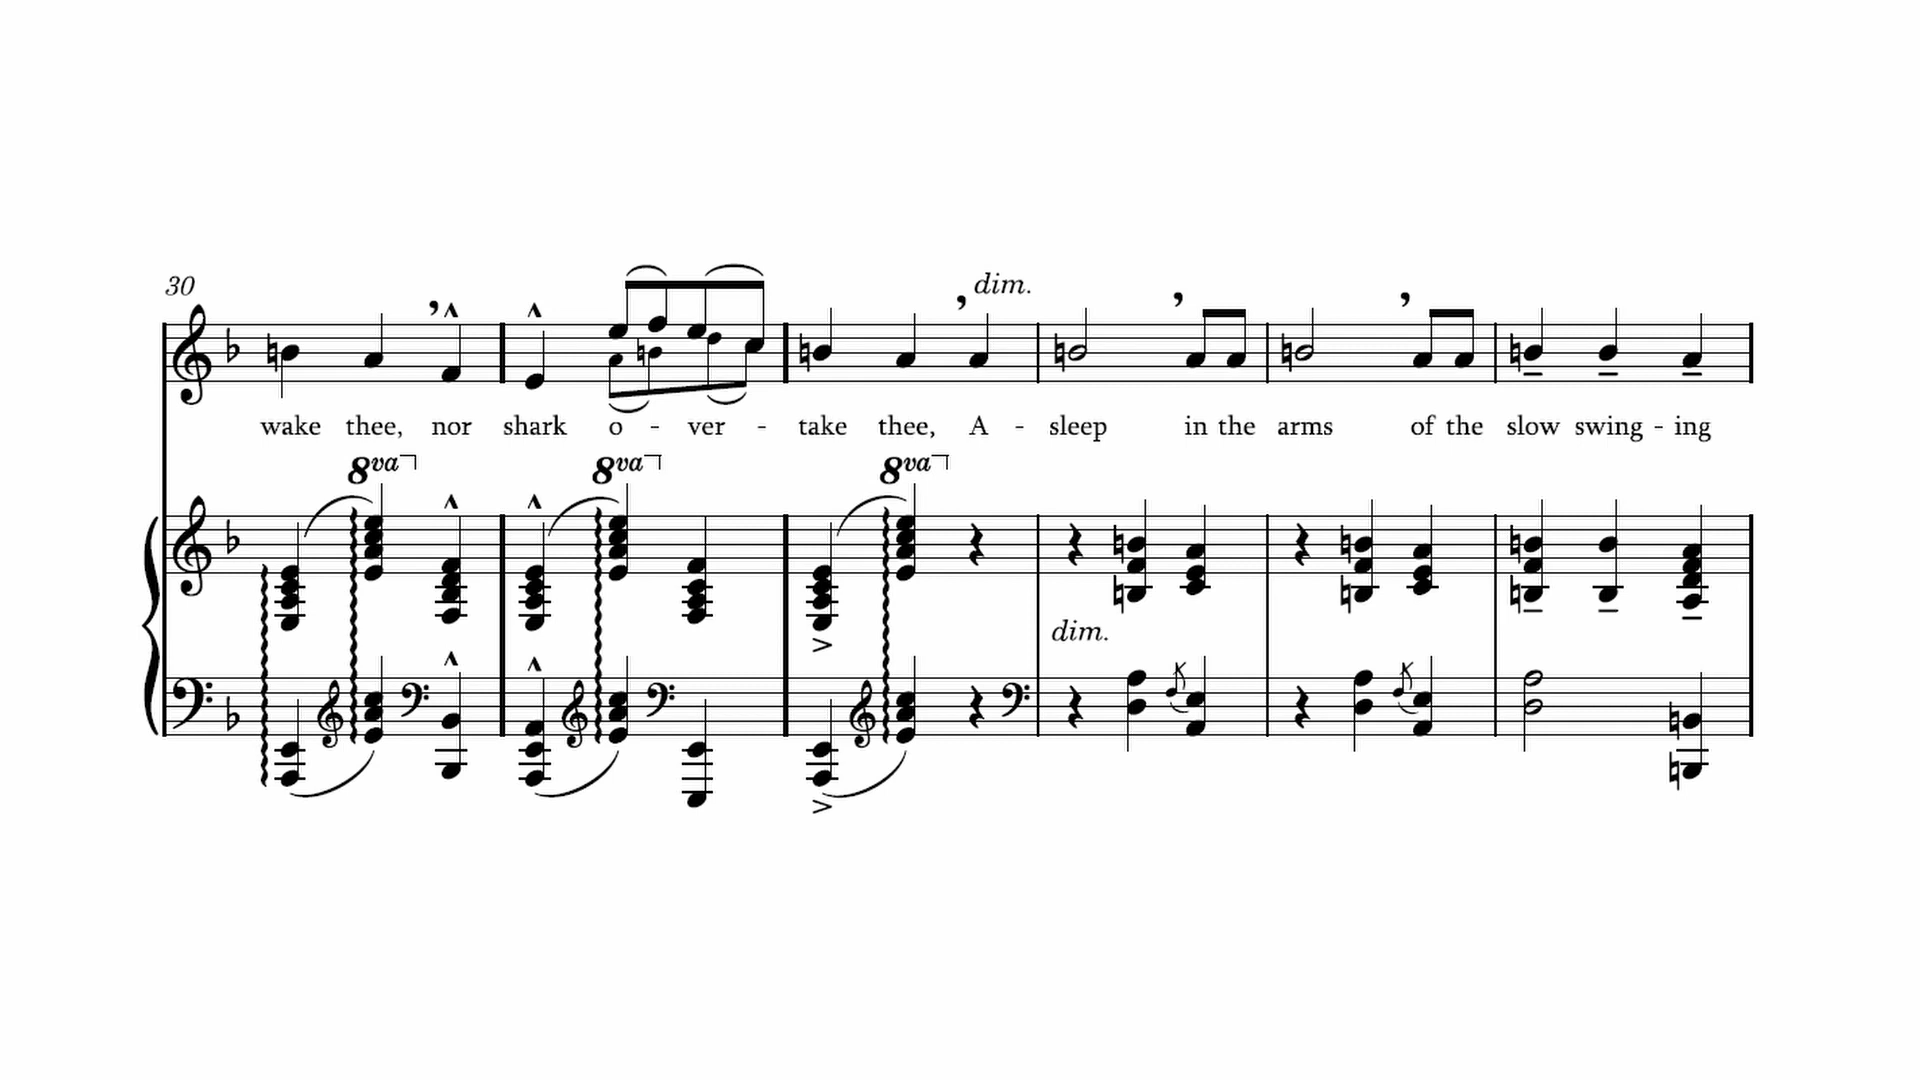 30
dim.
wake thee, nor shark o - ver - take thee, A - sleep in the arms of the slow swing - ing
8va 8va 8va
dim.